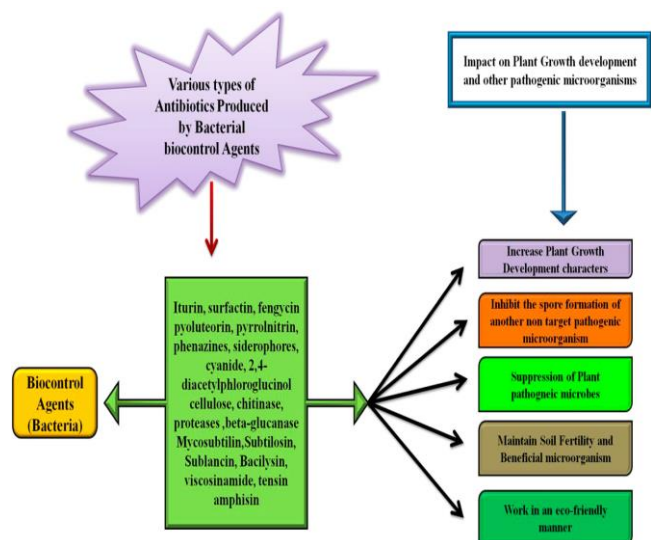 Various types of
Antibiotics Produced
by Bacterial
biocontrol Agents
Impact on Plant Growth development
and other pathogenic microorganisms
Biocontrol
Agents
(Bacteria)
Iturin, surfactin, fengycin
pyoluteorin, pyrrolnitrin,
phenazines, siderophores,
cyanide, 2,4-
diacetylphloroglucinol
cellulose, chitinase,
proteases ,beta-glucanase
Mycosubtilin,Subtilosin,
Sublancin, Bacilysin,
viscosinamide, tensin
amphisin
Increase Plant Growth
Development characters
Inhibit the spore formation of
another non target pathogenic
microorganism
Suppression of Plant
pathogneic microbes
Maintain Soil Fertility and
Beneficial microorganism
Work in an eco-friendly
manner